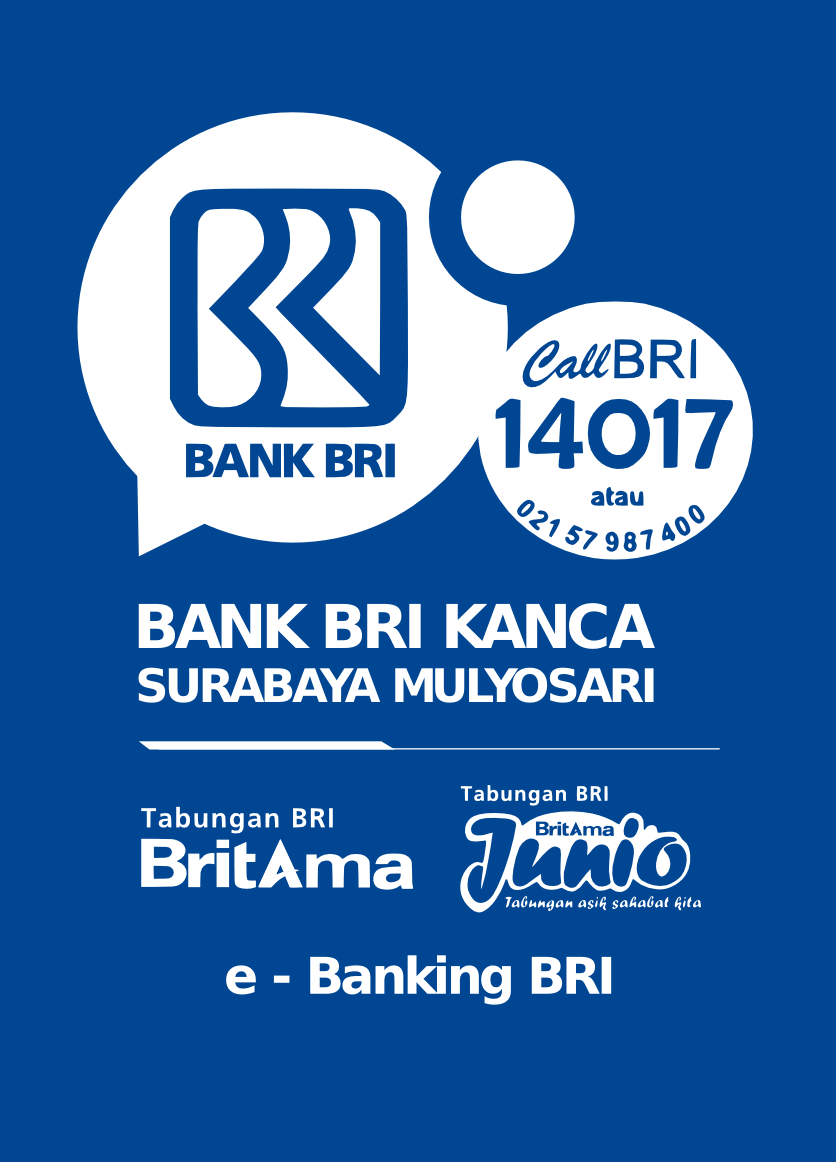 BANK BRI
CallBRI
14017
atau
021 57 987 400
BANK BRI KANCA
SURABAYA MULYOSARI
Tabungan BRI
BritAma
Tabungan BRI
BritAma
Junio
Tabungan asik sahabat kita
e - Banking BRI